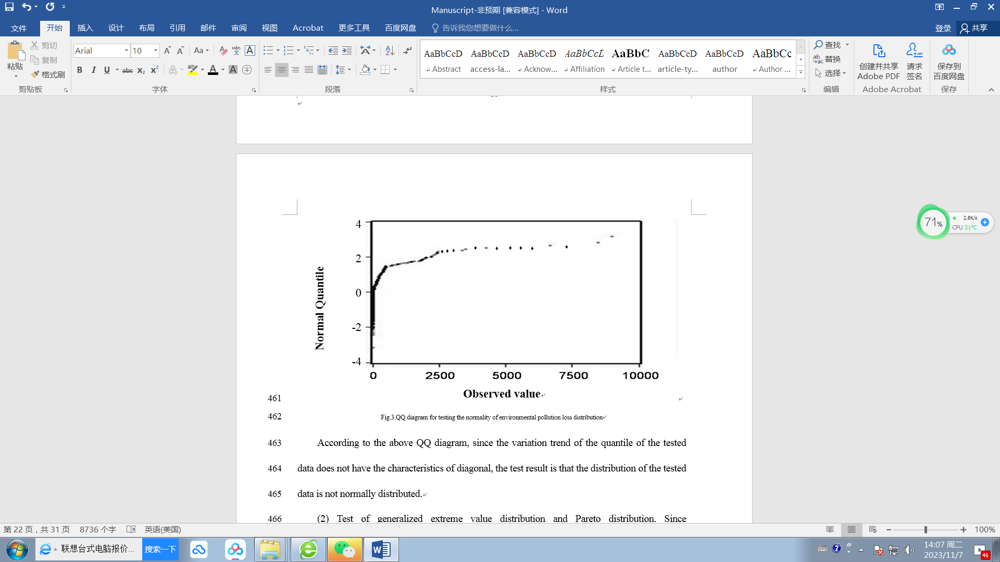 Manuscript-非预期 [兼容模式] - Word
文件 开始 插入 设计 布局 引用 邮件 审阅 视图 Acrobat 更多工具 百度网盘 告诉我您想要做什么... 登录 共享
粘贴
剪切
复制
格式刷
剪贴板
Arial 10
字体
段落
AaBbCcD AaBbCcD AaBbCcD AaBbCcL AaBbC AaBbCcD AaBbCcD AaBbCc
Abstract access-la... Acknow... Affiliation Article t... article-ty... author Author ...
样式
查找
替换
选择
编辑
创建并共享
Adobe PDF
请求
签名
Adobe Acrobat
保存到
百度网盘
保存
71%
2.8K/s
CPU 31°C
4
2
0
-2
-4
Normal Quantile
0 2500 5000 7500 10000
Observed value
461
462 Fig.3.QQ diagram for testing the normality of environmental pollution loss distribution
463 According to the above QQ diagram, since the variation trend of the quantile of the tested
464 data does not have the characteristics of diagonal, the test result is that the distribution of the tested
465 data is not normally distributed.
466 (2) Test of generalized extreme value distribution and Pareto distribution. Since
第 22 页，共 31 页 8736 个字 英语(美国) 100%
联想台式电脑报价... 搜索一下
14:07 周二
2023/11/7
46